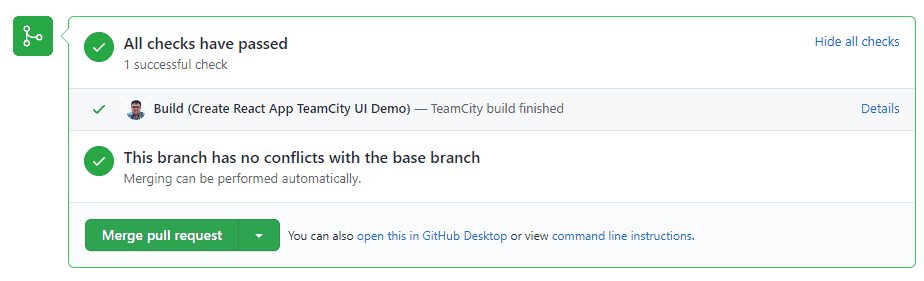 All checks have passed
Hide all checks
1 successful check
Build (Create React App TeamCity UI Demo) — TeamCity build finished
Details
This branch has no conflicts with the base branch
Merging can be performed automatically.
Merge pull request
You can also open this in GitHub Desktop or view command line instructions.